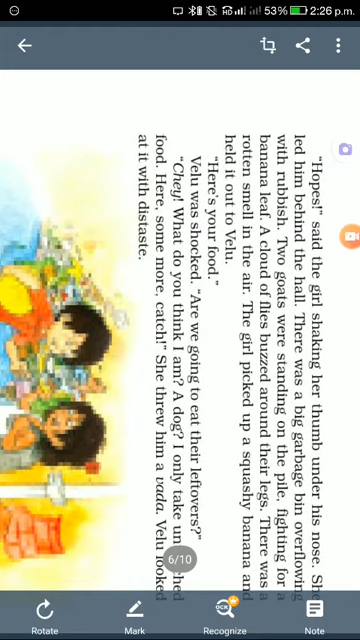 53% 2:26 p.m.
"Hopes!" said the girl shaking her thumb under his nose. She
led him behind the hall. There was a big garbage bin overflowing
with rubbish. Two goats were standing on the pile, fighting for a
banana leaf. A cloud of flies buzzed around their legs. There was a
rotten smell in the air. The girl picked up a squashy banana and
held it out to Velu.
"Here's your food."
Velu was shocked. "Are we going to eat their leftovers?"
"Chey! What do you think I am? A dog? I only take
food. Here, some more, catch!" She threw him a vada. Velu looked
at it with distaste.
6/10
Rotate
Mark
OCR
Recognize
Note